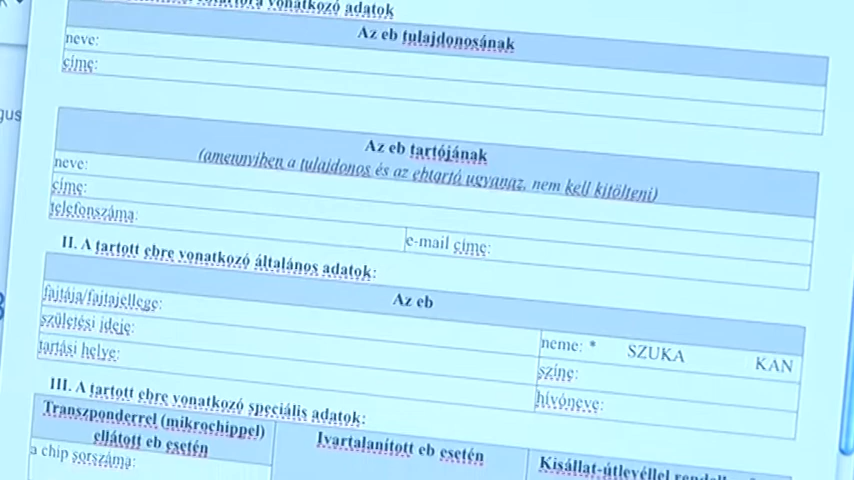 vonatkozó adatok
Az eb tulajdonosának
neve:
címe:
Az eb tartójának
(amennyiben a tulajdonos és az ebtartó ugyanaz, nem kell kitölteni)
neve:
címe:
telefonszáma:
e-mail címe:
II. A tartott ebre vonatkozó általános adatok:
Az eb
fajtája/fajtajellege:
születési ideje:
neme: * SZUKA KAN
tartási helye:
színe:
hívóneve:
III. A tartott ebre vonatkozó speciális adatok:
Transzponderrel (mikrochippel)
ellátott eb esetén
Ivartalanított eb esetén
Kisállat-útlevéllel
a chip sorszáma: